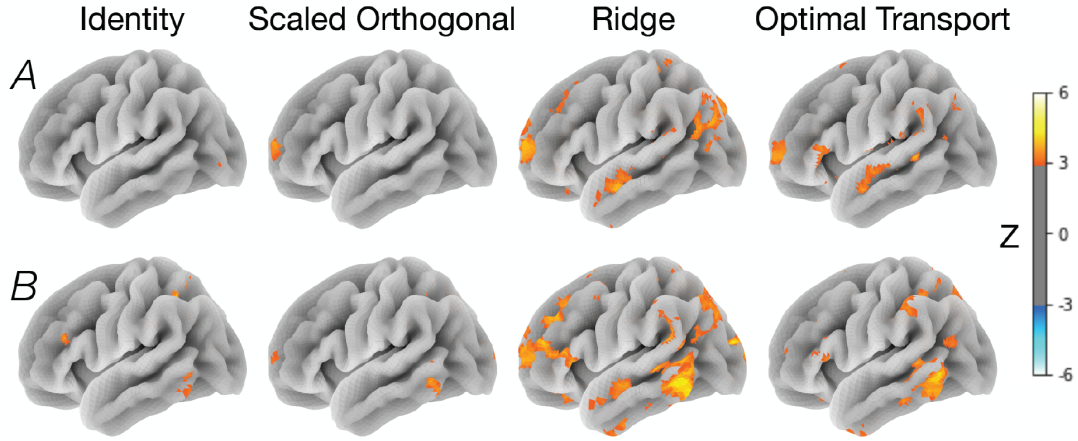 Identity Scaled Orthogonal Ridge Optimal Transport
A
6
3
Z 0
B
-3
-6